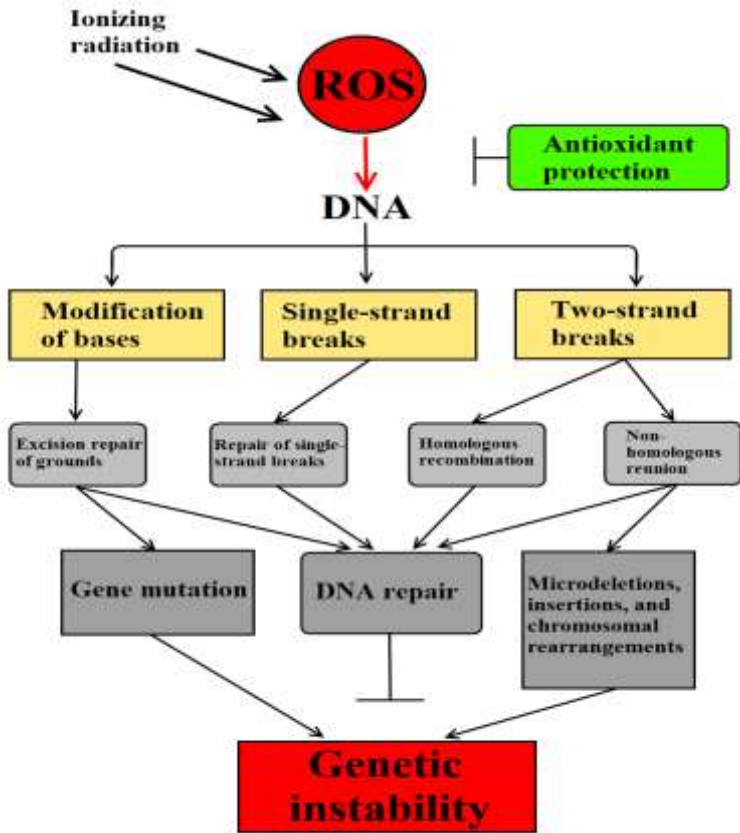 Ionizing
radiation
ROS
Antioxidant
protection
DNA
Modification
of bases
Single-strand
breaks
Two-strand
breaks
Excision repair
of grounds
Repair of single-
strand breaks
Homologous
recombination
Non-
homologous
reunion
Gene mutation
DNA repair
Microdeletions,
insertions, and
chromosomal
rearrangements
Genetic
instability